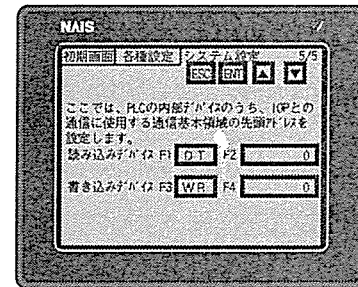 NAiS
初期画面 各種設定 システム設定 5/5
ESC ENT ▲ ▼
ここでは、PLCの内部デバイスのうち、IOPとの
通信に使用する通信基本領域の先頭アドレスを
設定します。
読み込みデバイス F1 DT F2 0
書き込みデバイス F3 WR F4 0